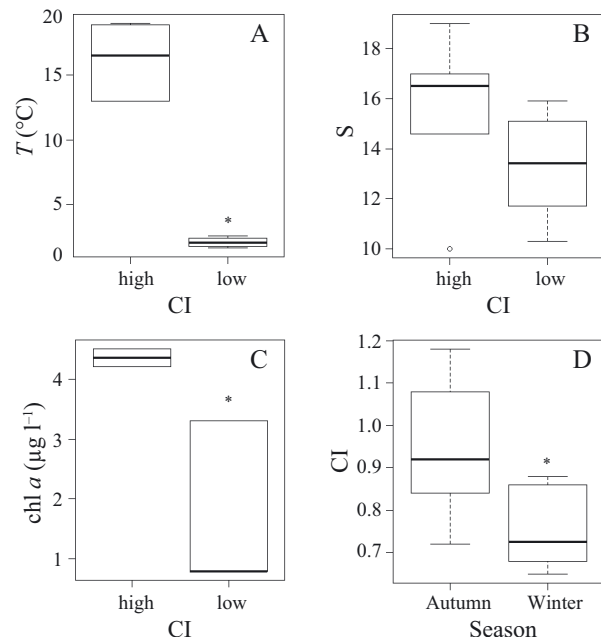 20
15
10
5
0
T (°C)
A
*
high low
CI
18
16
14
12
10
S
B
high low
CI
4
3
2
1
chl a (µg l⁻¹)
C
*
high low
CI
1.2
1.1
1.0
0.9
0.8
0.7
CI
D
*
Autumn Winter
Season